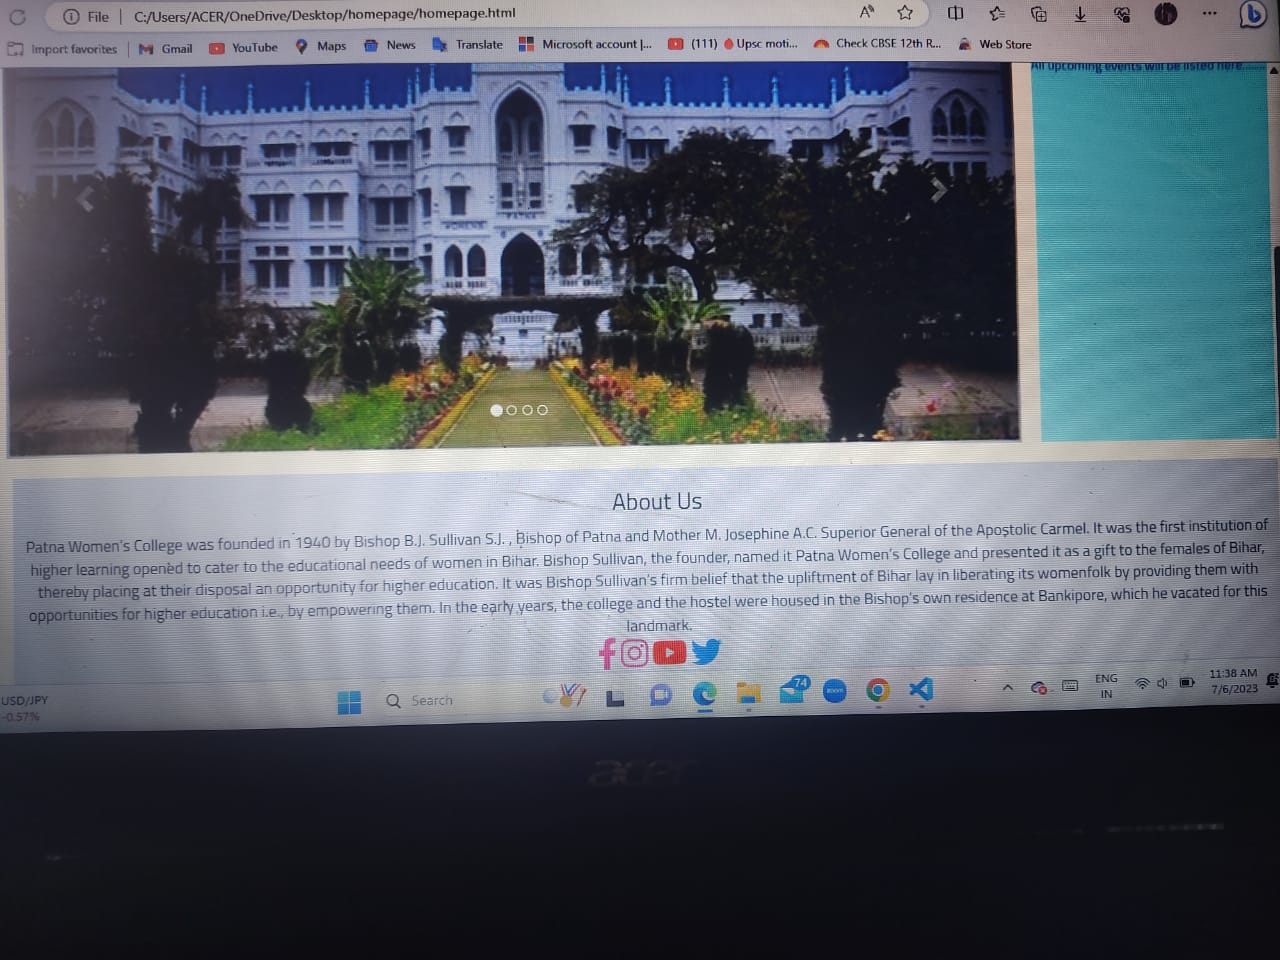 File | C:/Users/ACER/OneDrive/Desktop/homepage/homepage.html
Import favorites | Gmail YouTube Maps News Translate Microsoft account |... (111) Upsc moti... Check CBSE 12th R... Web Store
All upcoming events will be listed here......
PATNA
WOMENS
About Us
Patna Women's College was founded in 1940 by Bishop B.J. Sullivan S.J. , Bishop of Patna and Mother M. Josephine A.C. Superior General of the Apostolic Carmel. It was the first institution of
higher learning opened to cater to the educational needs of women in Bihar. Bishop Sullivan, the founder, named it Patna Women's College and presented it as a gift to the females of Bihar,
thereby placing at their disposal an opportunity for higher education. It was Bishop Sullivan's firm belief that the upliftment of Bihar lay in liberating its womenfolk by providing them with
opportunities for higher education i.e., by empowering them. In the early years, the college and the hostel were housed in the Bishop's own residence at Bankipore, which he vacated for this
landmark.
USD/JPY
-0.57%
Search
74
zoom
ENG
IN
11:38 AM
7/6/2023
acer